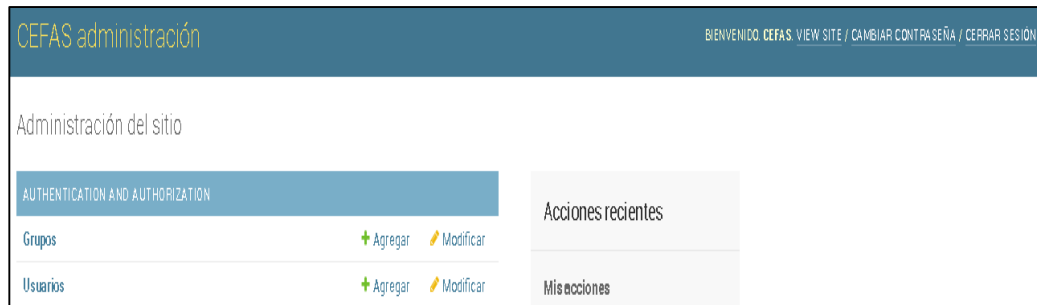 CEFAS administración
BIENVENIDO. CEFAS. VIEW SITE / CAMBIAR CONTRASEÑA / CERRAR SESIÓN
Administración del sitio
AUTHENTICATION AND AUTHORIZATION
Grupos Agregar Modificar
Usuarios Agregar Modificar
Acciones recientes
Mis acciones